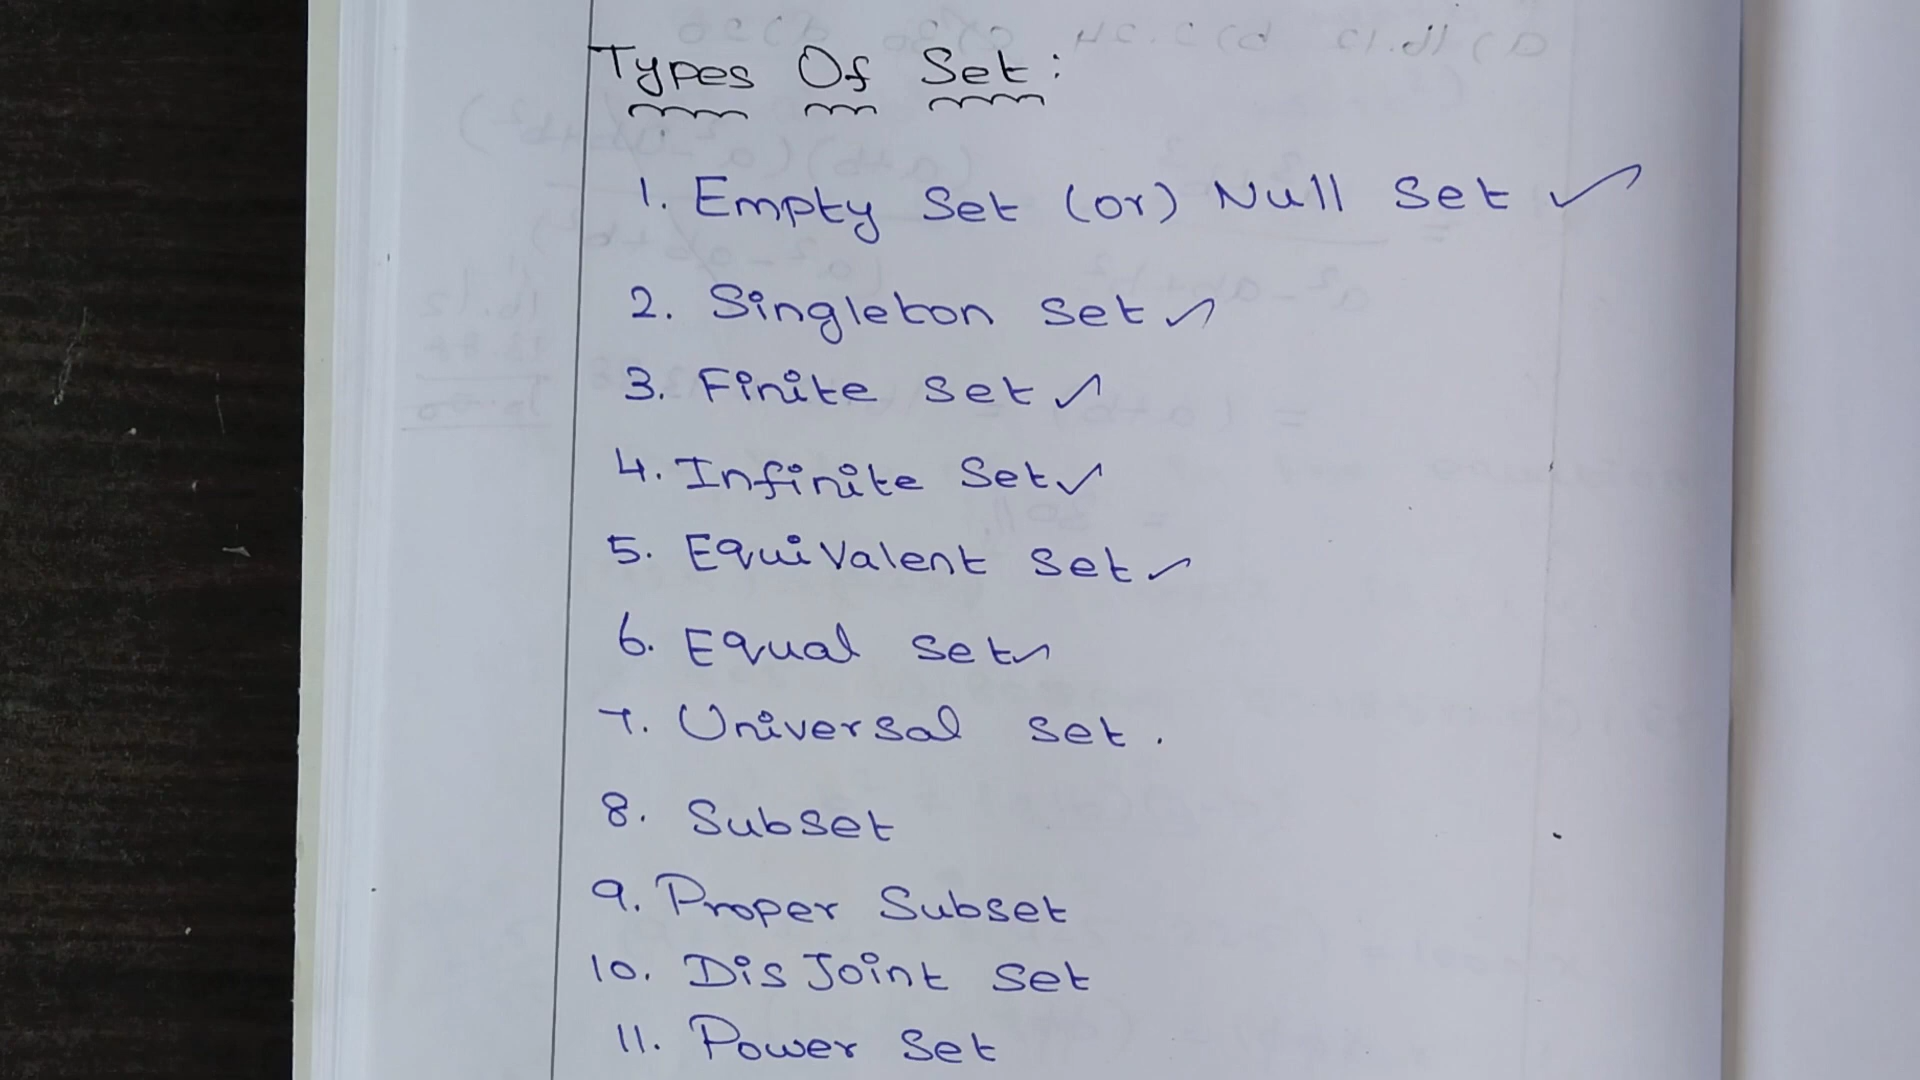 Types Of Set:
1. Empty Set (or) Null Set ✓
2. Singleton Set ✓
3. Finite Set ✓
4. Infinite Set ✓
5. Equivalent Set ✓
6. Equal Set ✓
7. Universal Set.
8. Subset
9. Proper Subset
10. DisJoint Set
11. Power Set